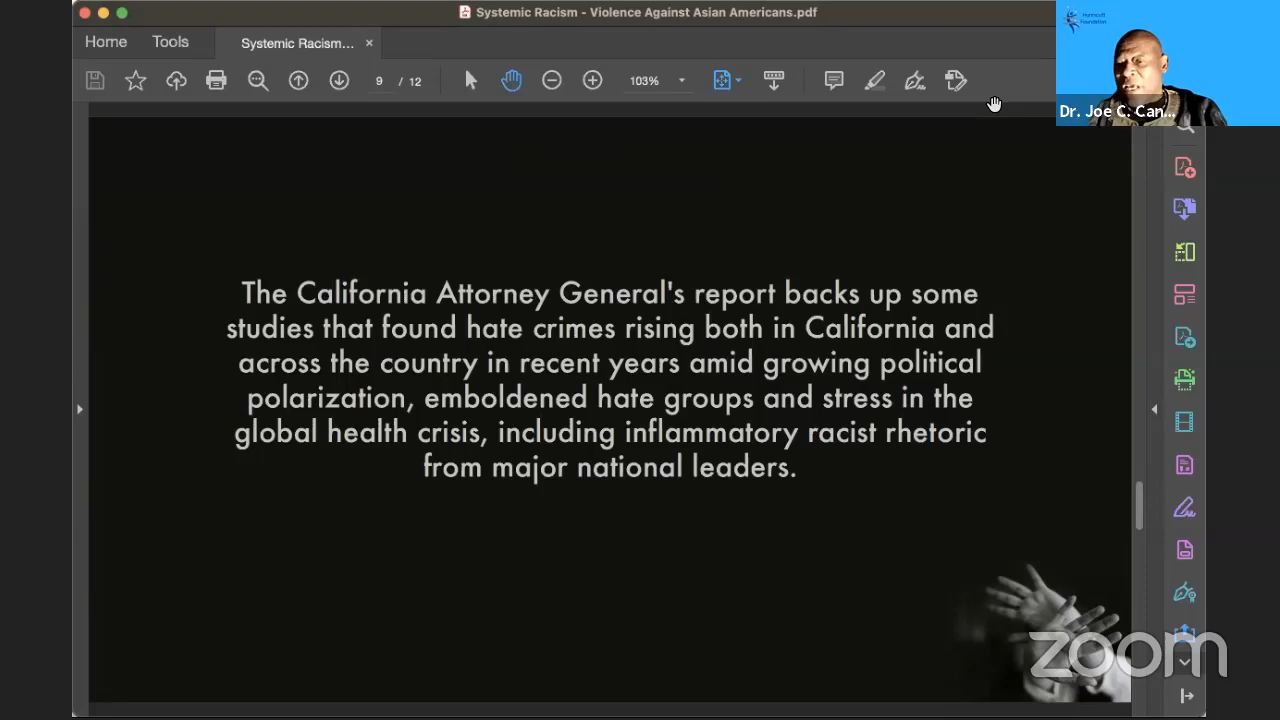 Systemic Racism - Violence Against Asian Americans.pdf
Home
Tools
Systemic Racism...
9 / 12
103%
Dr. Joe C. Can...
The California Attorney General's report backs up some
studies that found hate crimes rising both in California and
across the country in recent years amid growing political
polarization, emboldened hate groups and stress in the
global health crisis, including inflammatory racist rhetoric
from major national leaders.
zoom